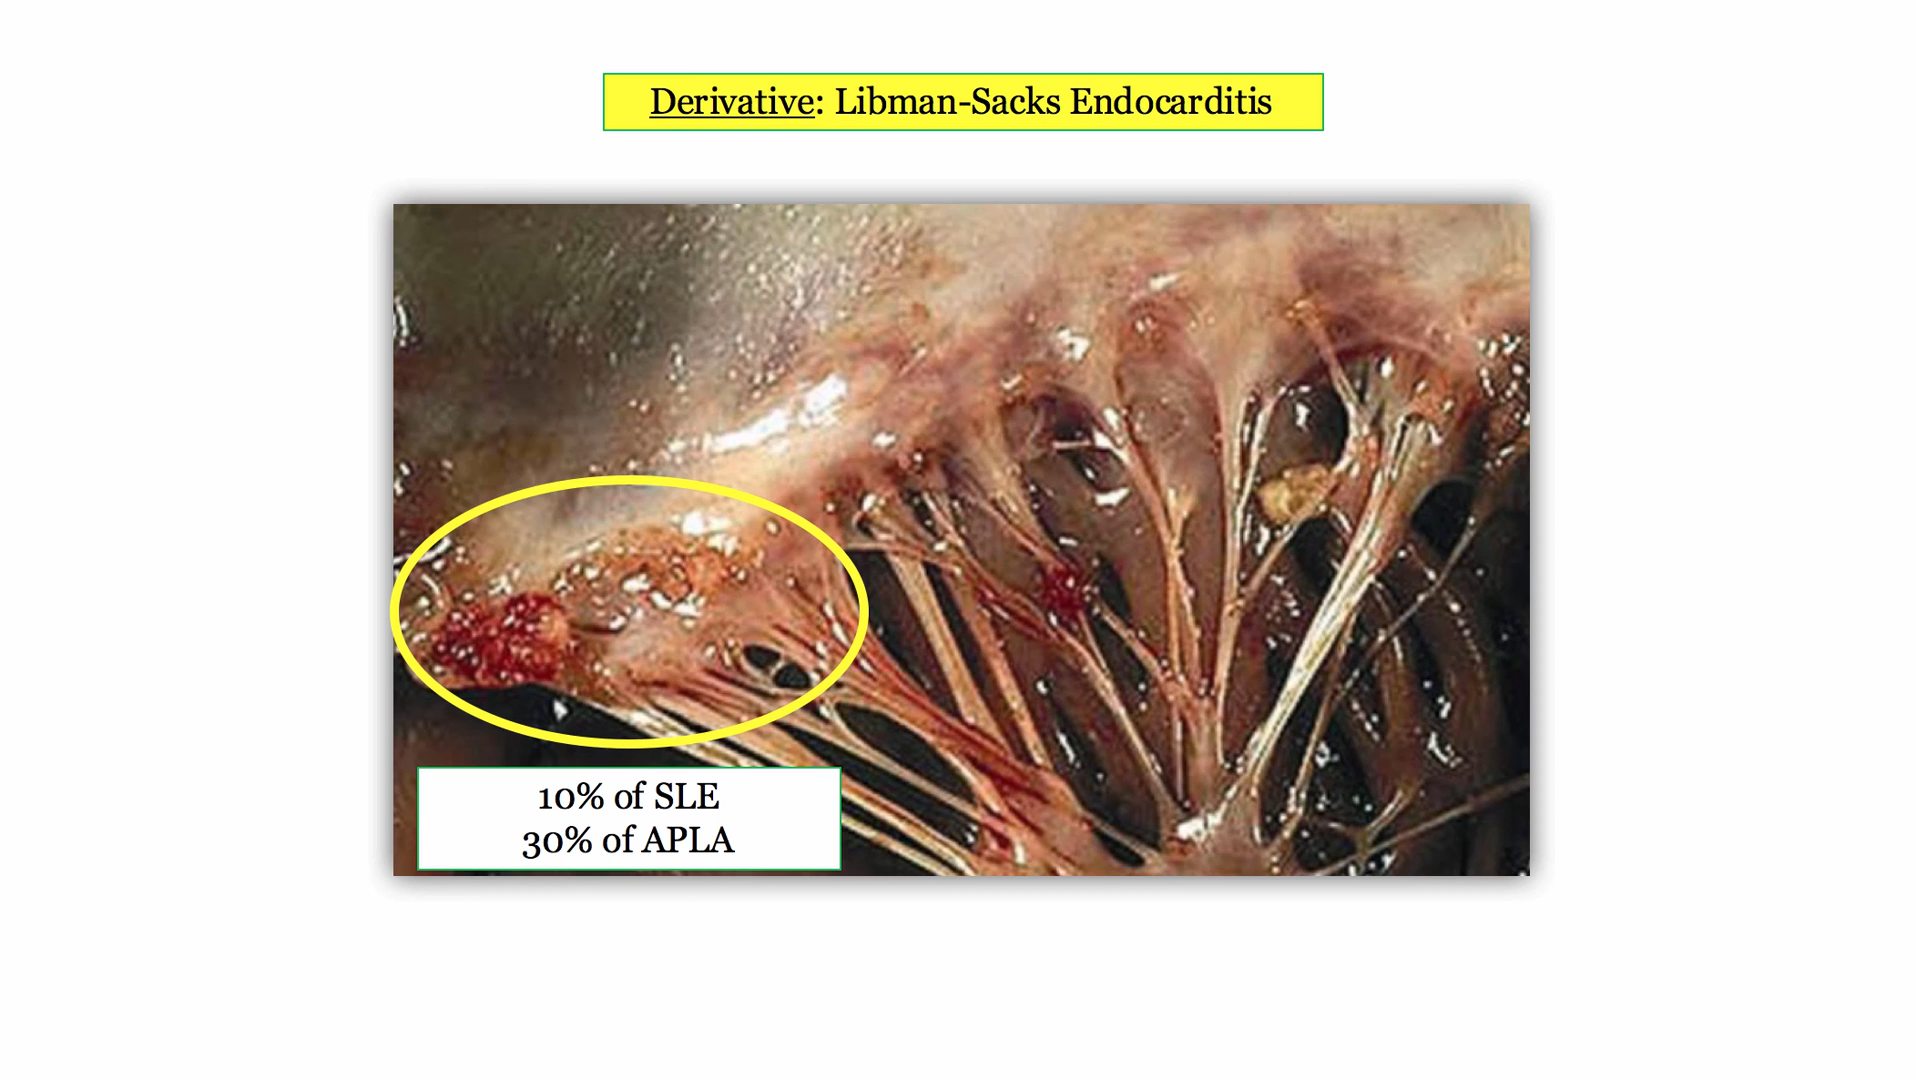 Derivative: Libman-Sacks Endocarditis
10% of SLE
30% of APLA